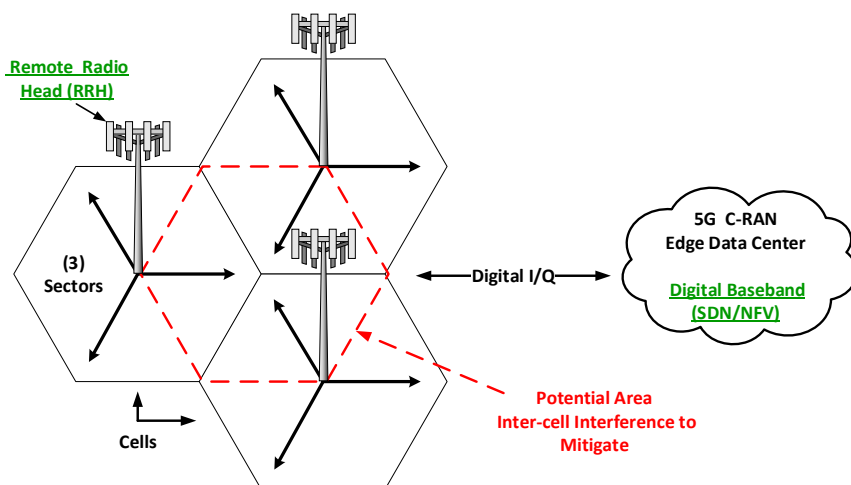 Remote Radio
Head (RRH)
(3)
Sectors
Cells
Digital I/Q
5G C-RAN
Edge Data Center
Digital Baseband
(SDN/NFV)
Potential Area
Inter-cell Interference to
Mitigate